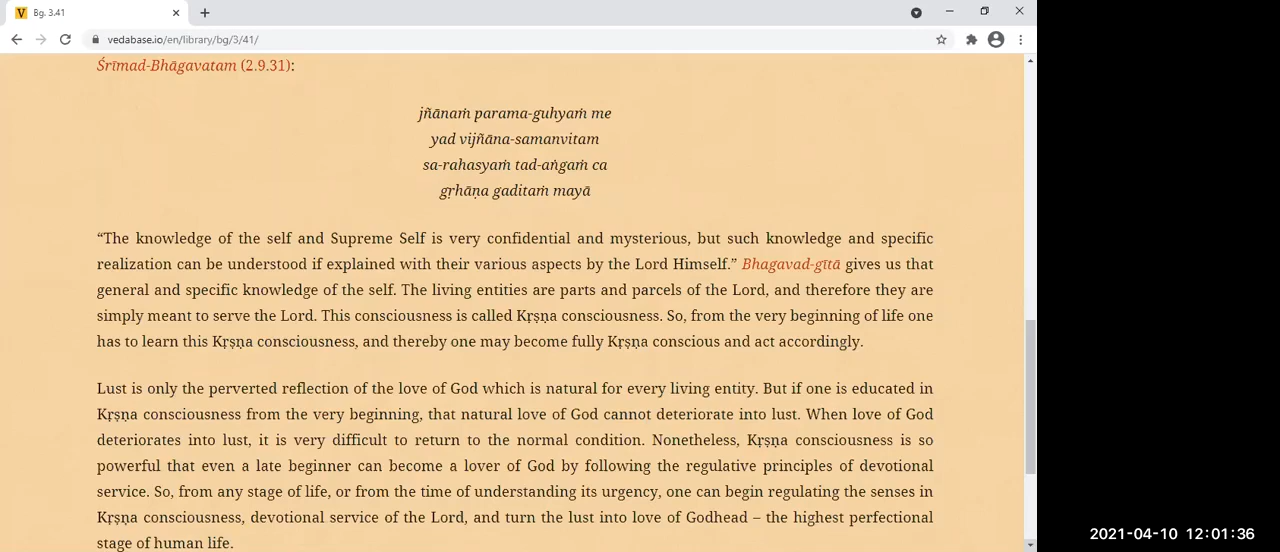 Bg. 3.41
vedabase.io/en/library/bg/3/41/
Śrīmad-Bhāgavatam (2.9.31):
jñānaṁ parama-guhyaṁ me
yad vijñāna-samanvitam
sa-rahasyaṁ tad-aṅgaṁ ca
gṛhāṇa gaditaṁ mayā
“The knowledge of the self and Supreme Self is very confidential and mysterious, but such knowledge and specific
realization can be understood if explained with their various aspects by the Lord Himself.” Bhagavad-gītā gives us that
general and specific knowledge of the self. The living entities are parts and parcels of the Lord, and therefore they are
simply meant to serve the Lord. This consciousness is called Kṛṣṇa consciousness. So, from the very beginning of life one
has to learn this Kṛṣṇa consciousness, and thereby one may become fully Kṛṣṇa conscious and act accordingly.
Lust is only the perverted reflection of the love of God which is natural for every living entity. But if one is educated in
Kṛṣṇa consciousness from the very beginning, that natural love of God cannot deteriorate into lust. When love of God
deteriorates into lust, it is very difficult to return to the normal condition. Nonetheless, Kṛṣṇa consciousness is so
powerful that even a late beginner can become a lover of God by following the regulative principles of devotional
service. So, from any stage of life, or from the time of understanding its urgency, one can begin regulating the senses in
Kṛṣṇa consciousness, devotional service of the Lord, and turn the lust into love of Godhead – the highest perfectional
stage of human life.
2021-04-10 12:01:36